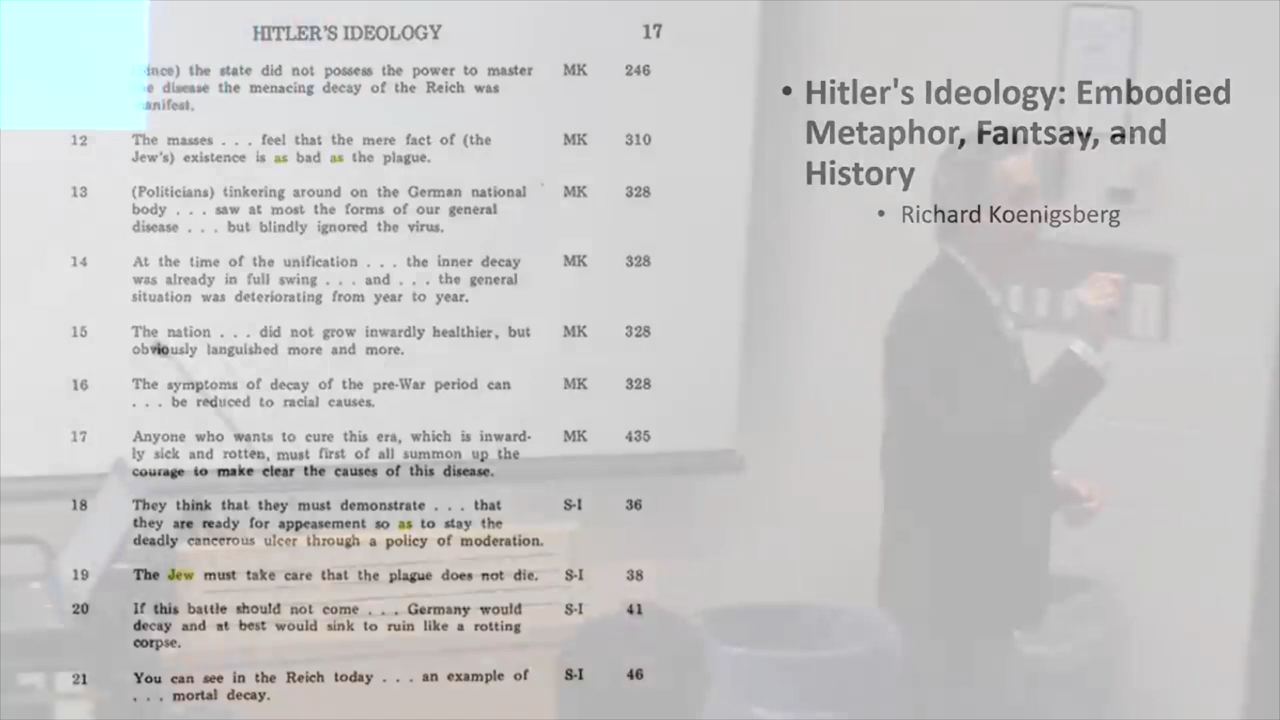 HITLER'S IDEOLOGY 17
ince) the state did not possess the power to master MK 246
e disease the menacing decay of the Reich was
anifest.
12 The masses . . . feel that the mere fact of (the MK 310
Jew's) existence is as bad as the plague.
13 (Politicians) tinkering around on the German national MK 328
body . . . saw at most the forms of our general
disease . . . but blindly ignored the virus.
14 At the time of the unification . . . the inner decay MK 328
was already in full swing . . . and . . . the general
situation was deteriorating from year to year.
15 The nation . . . did not grow inwardly healthier, but MK 328
obviously languished more and more.
16 The symptoms of decay of the pre-War period can MK 328
. . . be reduced to racial causes.
17 Anyone who wants to cure this era, which is inward- MK 435
ly sick and rotten, must first of all summon up the
courage to make clear the causes of this disease.
18 They think that they must demonstrate . . . that S-I 36
they are ready for appeasement so as to stay the
deadly cancerous ulcer through a policy of moderation.
19 The Jew must take care that the plague does not die. S-I 38
20 If this battle should not come . . . Germany would S-I 41
decay and at best would sink to ruin like a rotting
corpse.
21 You can see in the Reich today . . . an example of S-I 46
. . . mortal decay.
• Hitler's Ideology: Embodied
Metaphor, Fantsay, and
History
• Richard Koenigsberg